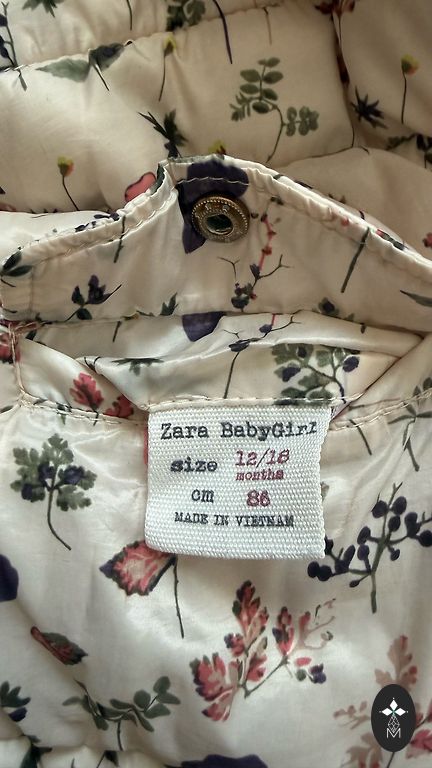 Zara BabyGirl
size 12/18
months
cm 86
MADE IN VIETNAM